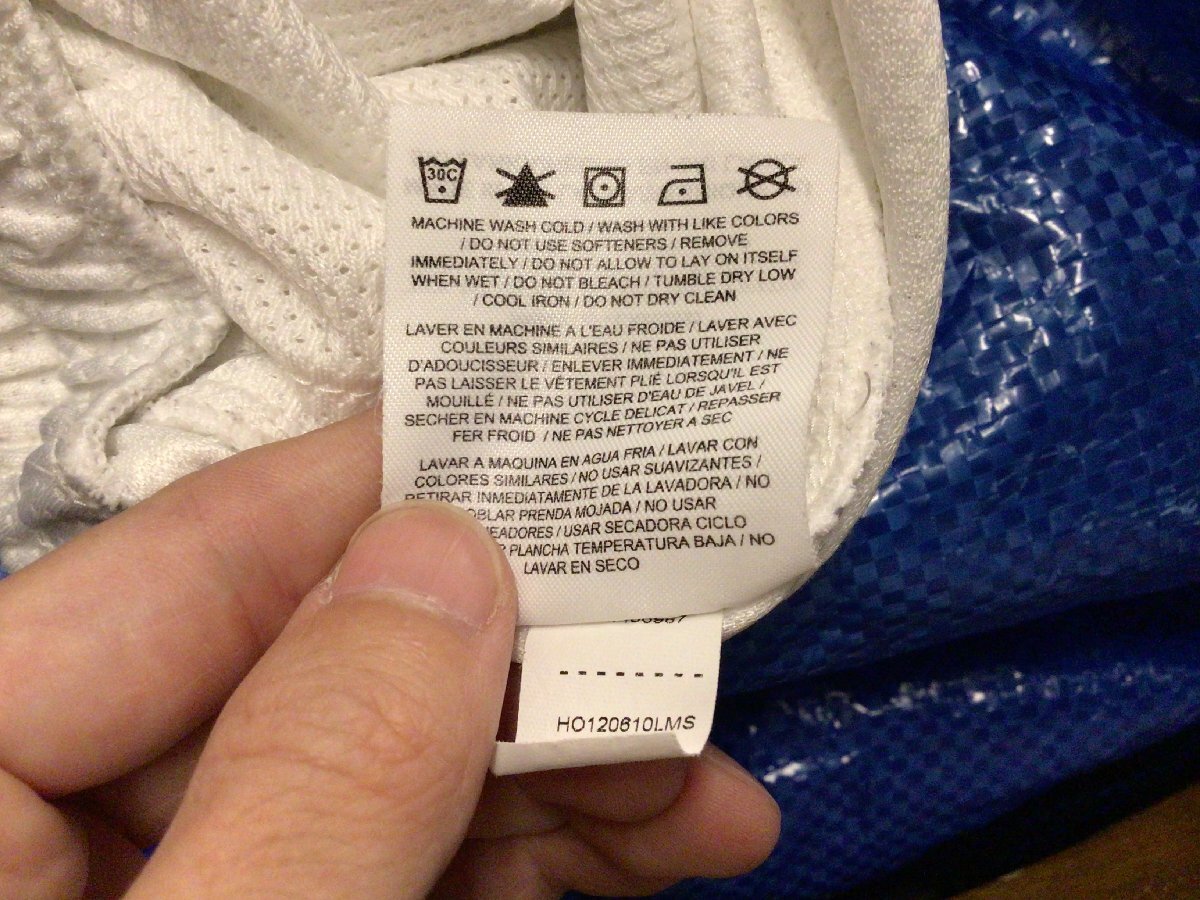 30C
MACHINE WASH COLD / WASH WITH LIKE COLORS
/ DO NOT USE SOFTENERS / REMOVE
IMMEDIATELY / DO NOT ALLOW TO LAY ON ITSELF
WHEN WET / DO NOT BLEACH / TUMBLE DRY LOW
/ COOL IRON / DO NOT DRY CLEAN
LAVER EN MACHINE A L'EAU FROIDE / LAVER AVEC
COULEURS SIMILAIRES / NE PAS UTILISER
D'ADOUCISSEUR / ENLEVER IMMEDIATEMENT / NE
PAS LAISSER LE VÊTEMENT PLIÉ LORSQU'IL EST
MOUILLÉ / NE PAS UTILISER D'EAU DE JAVEL /
SECHER EN MACHINE CYCLE DELICAT / REPASSER
FER FROID / NE PAS NETTOYER A SEC
LAVAR A MAQUINA EN AGUA FRIA / LAVAR CON
COLORES SIMILARES / NO USAR SUAVIZANTES /
RETIRAR INMEDIATAMENTE DE LA LAVADORA / NO
OBLAR PRENDA MOJADA / NO USAR
EADORES / USAR SECADORA CICLO
PLANCHA TEMPERATURA BAJA / NO
LAVAR EN SECO
HO120610LMS